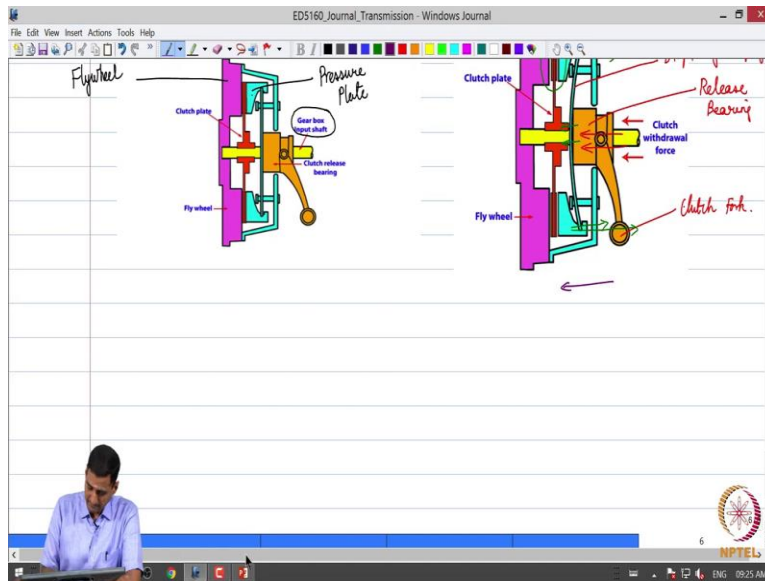 ED5160_Journal_Transmission - Windows Journal
File Edit View Insert Actions Tools Help
Flywheel
Pressure
Plate
Clutch plate
Gear box
input shaft
Clutch release
bearing
Fly wheel
Clutch plate
Release
Bearing
Clutch
withdrawal
force
Fly wheel
Clutch Fork.
6
6
NPTEL
ENG 09:25 AM